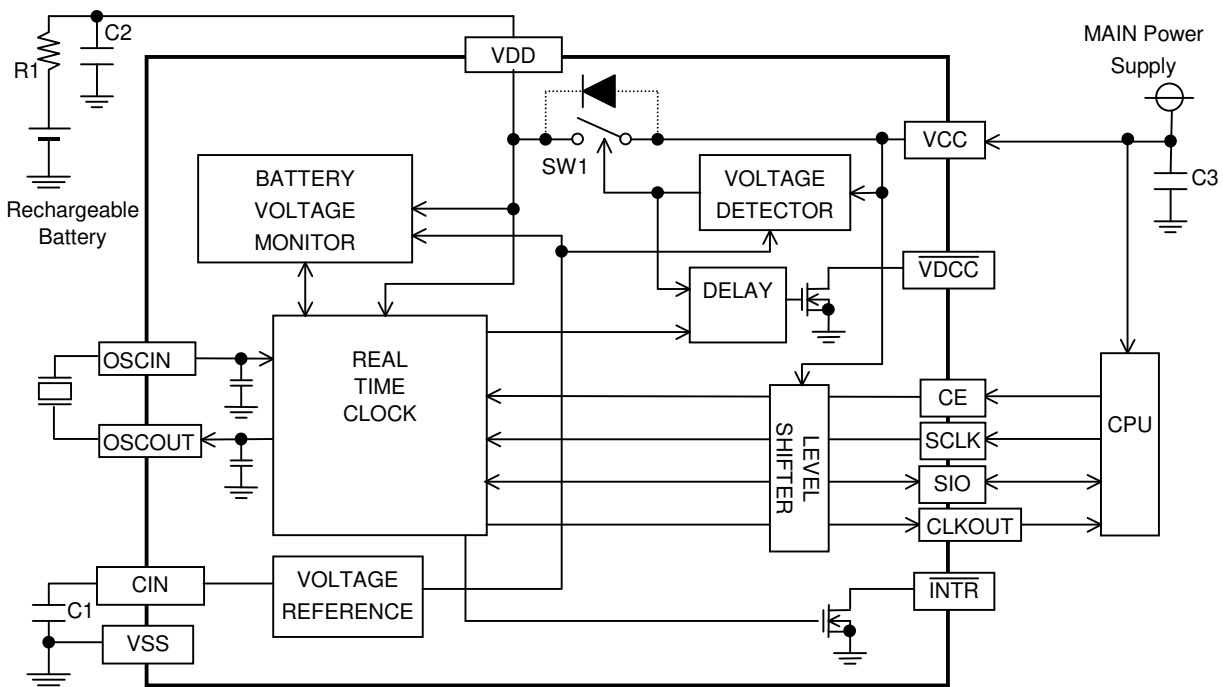 C2
R1
VDD
MAIN Power
Supply
VCC
SW1
C3
BATTERY
VOLTAGE
MONITOR
VOLTAGE
DETECTOR
Rechargeable
Battery
VDCC
DELAY
OSCIN
REAL
TIME
CLOCK
OSCOUT
LEVEL
SHIFTER
CE
SCLK
SIO
CLKOUT
CPU
CIN
VOLTAGE
REFERENCE
INTR
C1
VSS